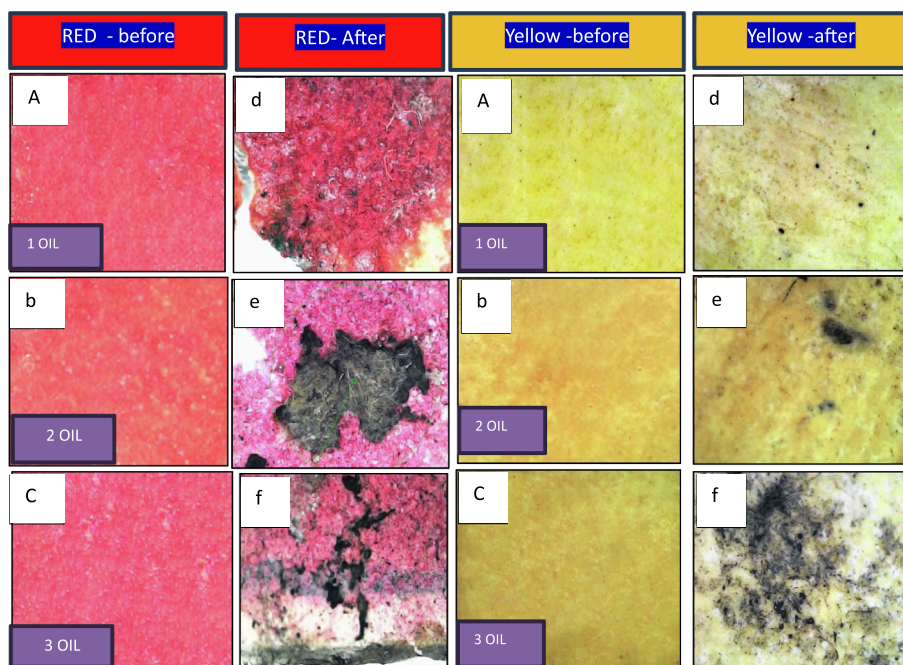 RED - before
RED- After
Yellow -before
Yellow -after
A
d
A
d
1 OIL
1 OIL
b
e
b
e
2 OIL
2 OIL
C
f
C
f
3 OIL
3 OIL